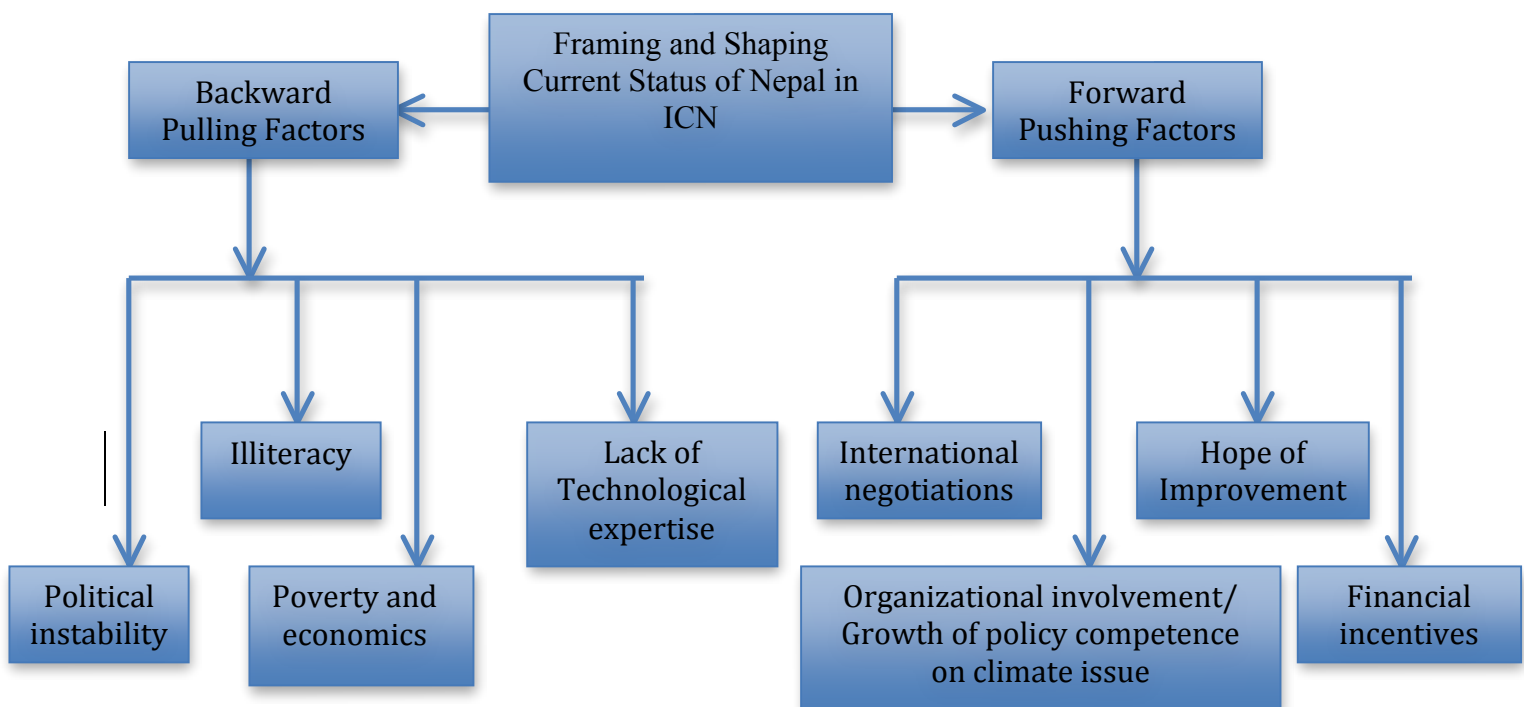 Framing and Shaping
Current Status of Nepal in
ICN
Backward
Pulling Factors
Forward
Pushing Factors
Illiteracy
Lack of
Technological
expertise
International
negotiations
Hope of
Improvement
Political
instability
Poverty and
economics
Organizational involvement/
Growth of policy competence
on climate issue
Financial
incentives